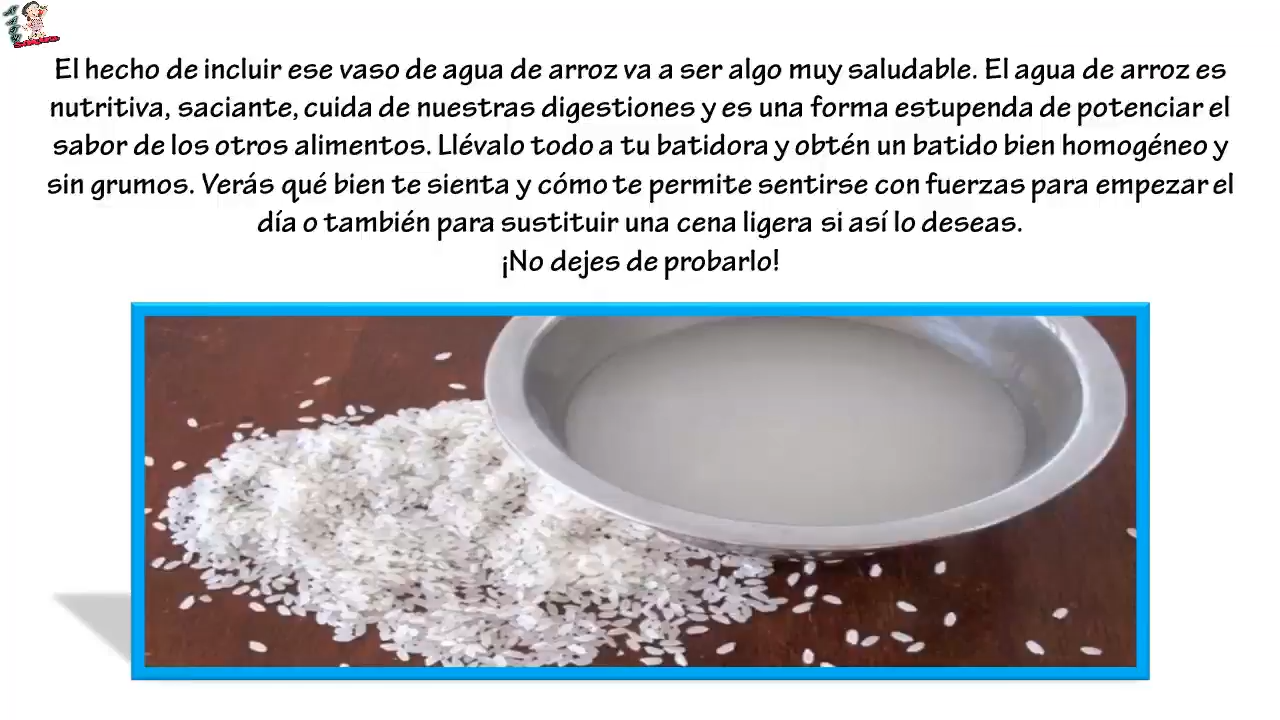 El hecho de incluir ese vaso de agua de arroz va a ser algo muy saludable. El agua de arroz es
nutritiva, saciante, cuida de nuestras digestiones y es una forma estupenda de potenciar el
sabor de los otros alimentos. Llévalo todo a tu batidora y obtén un batido bien homogéneo y
sin grumos. Verás qué bien te sienta y cómo te permite sentirse con fuerzas para empezar el
día o también para sustituir una cena ligera si así lo deseas.
¡No dejes de probarlo!